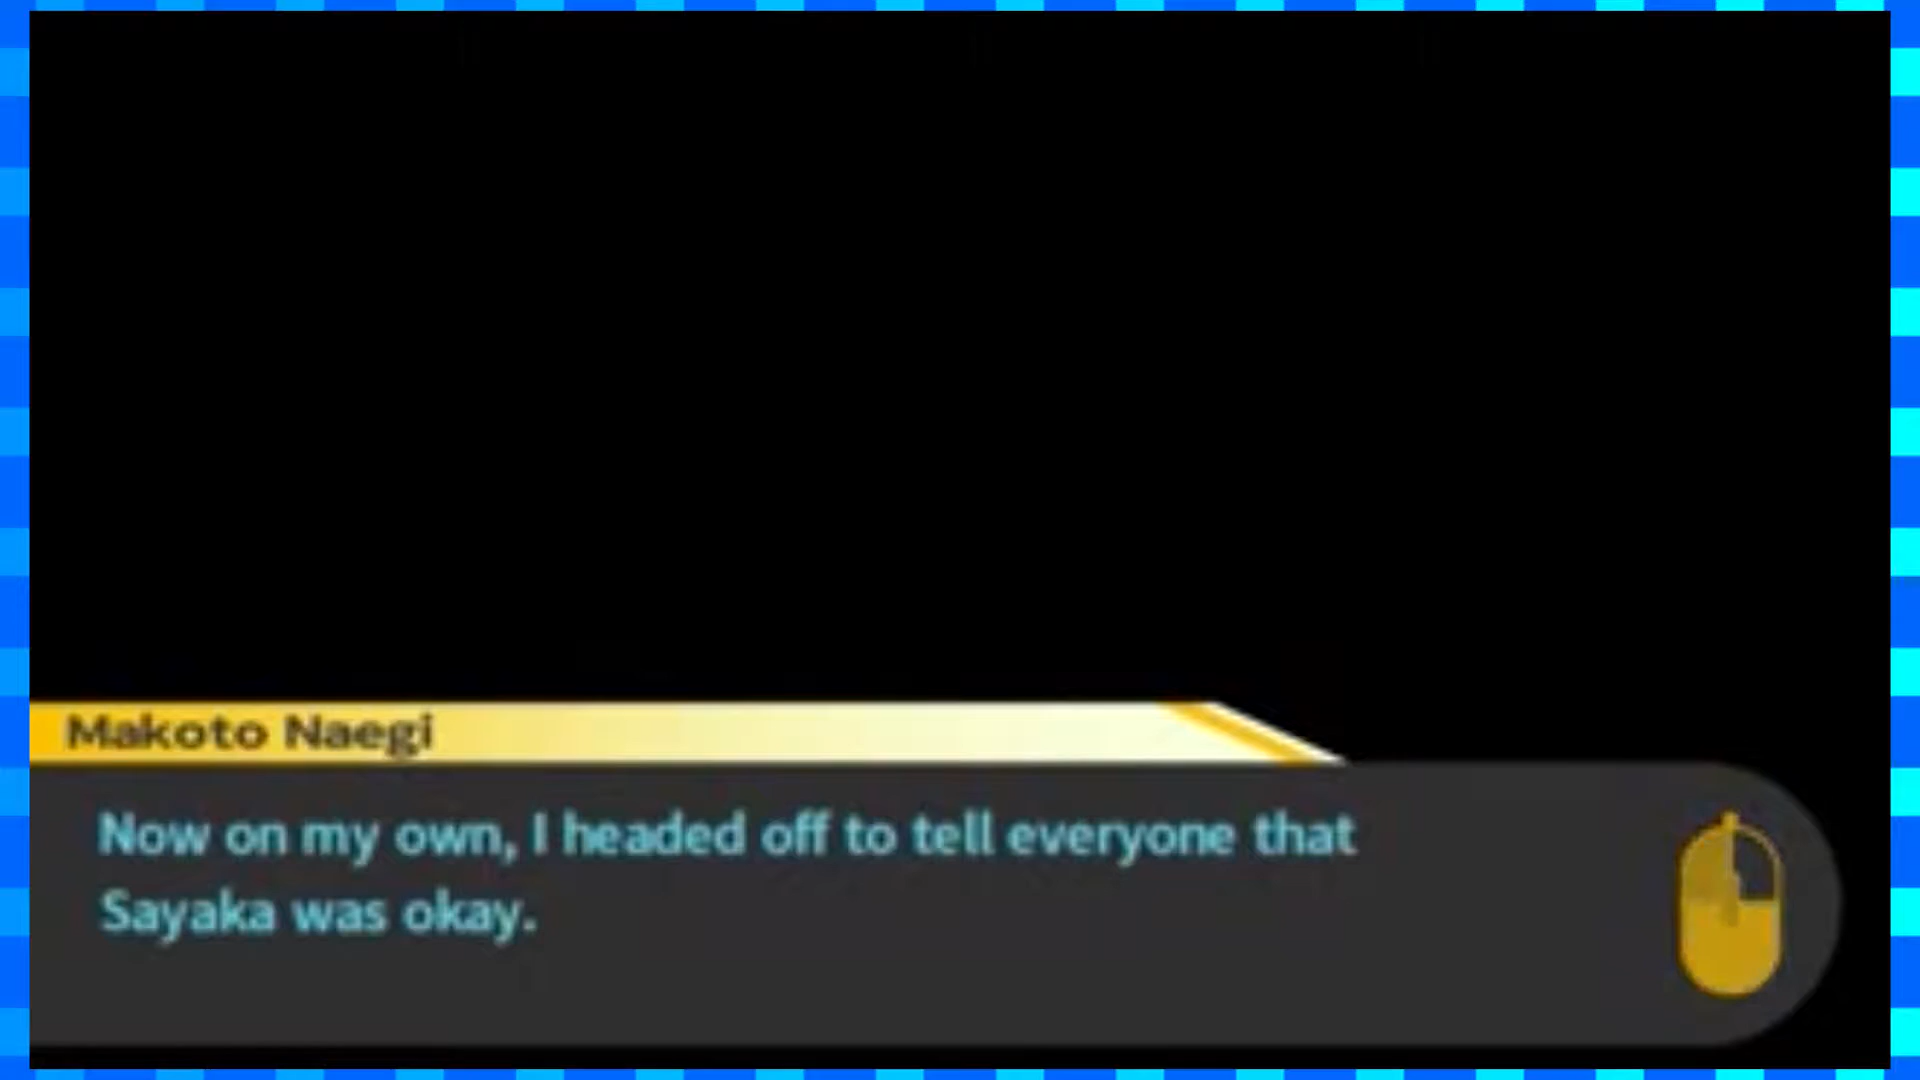 Makoto Naegi
Now on my own, I headed off to tell everyone that
Sayaka was okay.